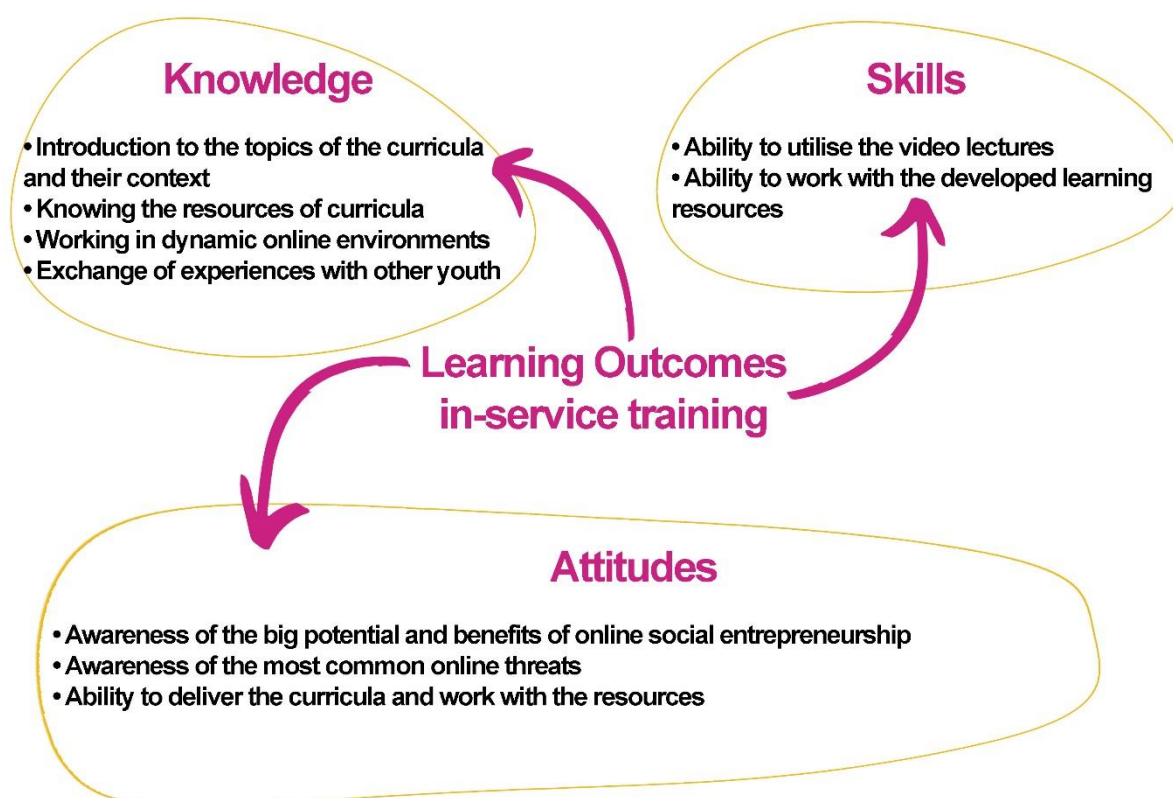 Knowledge
• Introduction to the topics of the curricula
and their context
• Knowing the resources of curricula
• Working in dynamic online environments
• Exchange of experiences with other youth
Skills
• Ability to utilise the video lectures
• Ability to work with the developed learning
resources
Learning Outcomes
in-service training
Attitudes
• Awareness of the big potential and benefits of online social entrepreneurship
• Awareness of the most common online threats
• Ability to deliver the curricula and work with the resources